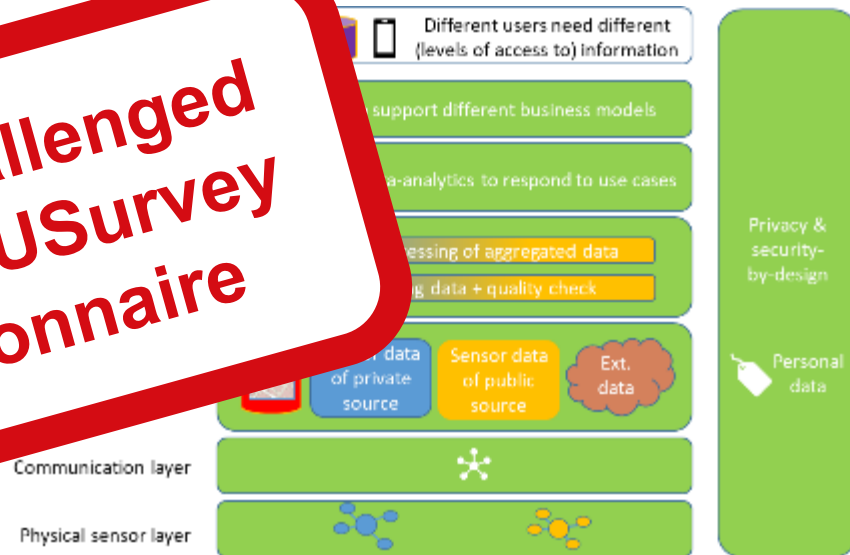 Different users need different
(levels of access to) information
support different business models
a-analytics to respond to use cases
essing of aggregated data
g data + quality check
data
of private
source
Sensor data
of public
source
Ext.
data
Communication layer
Physical sensor layer
Privacy &
security-
by-design
Personal
data
llenged
USurvey
onnaire